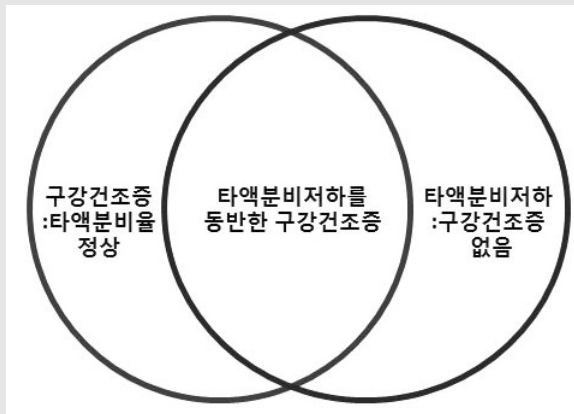 구강건조증
:타액분비율
정상
타액분비저하를
동반한 구강건조증
타액분비저하
:구강건조증
없음